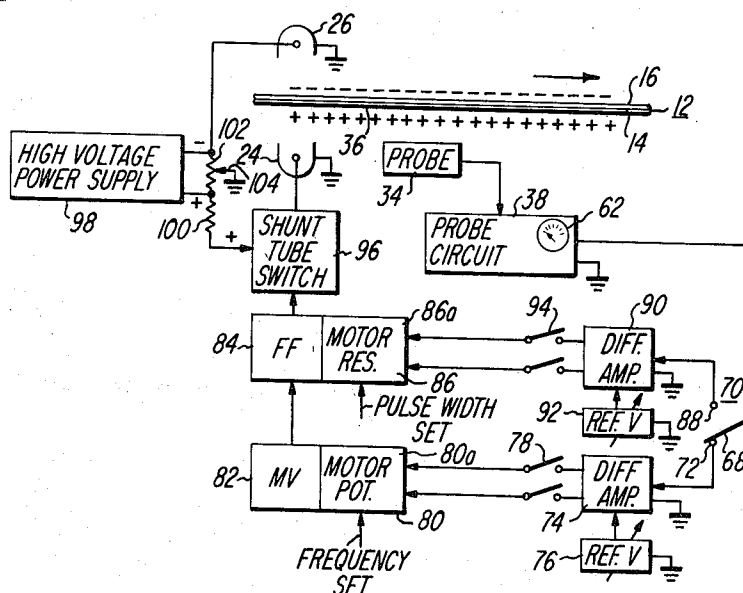 26
16
12
14
36
− − − − − − − − − − − − − − − − −
+ + + + + + + + + + + + + + + + +
HIGH VOLTAGE
POWER SUPPLY
98
−
102
24
104
+
100
+
PROBE
34
38
62
PROBE
CIRCUIT
SHUNT
TUBE
SWITCH
96
86a
84
FF
MOTOR
RES.
86
PULSE WIDTH
SET
94
90
DIFF.
AMP.
92
REF. V
88
70
72
68
82
MV
MOTOR
POT.
80a
80
FREQUENCY
SET
78
DIFF.
AMP.
74
76
REF. V